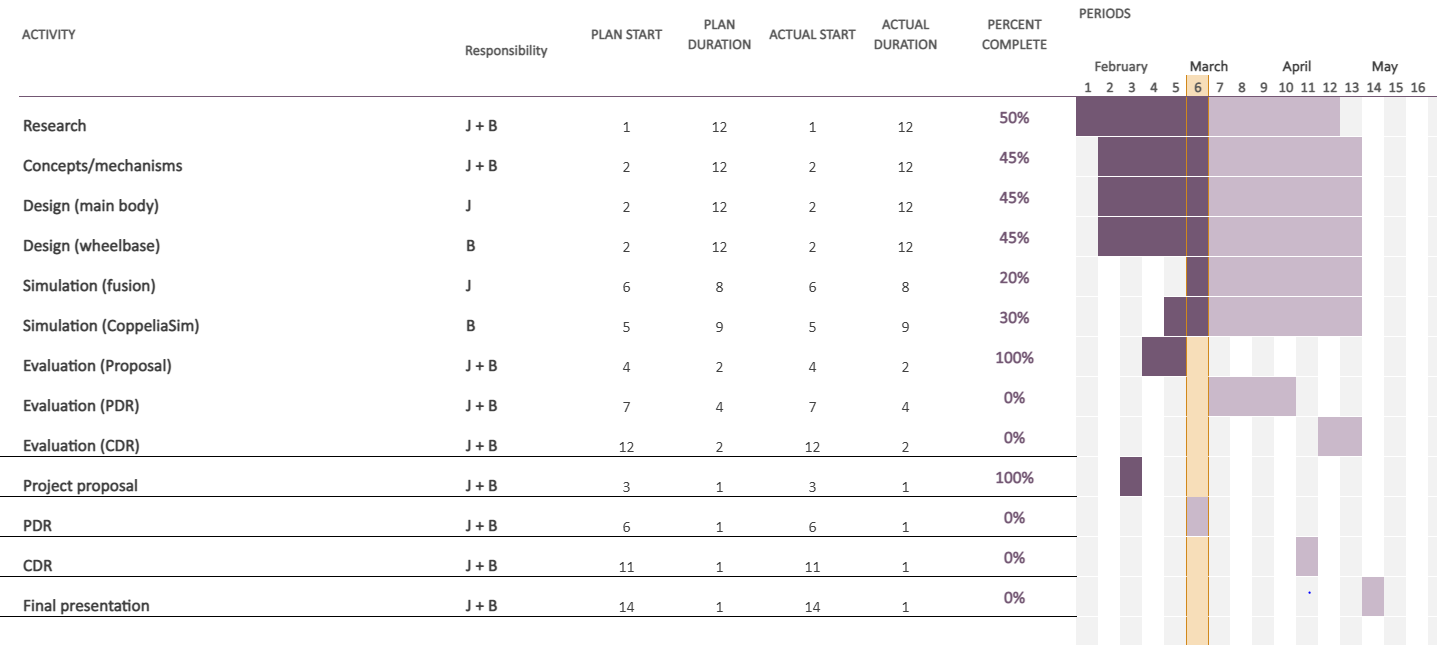 PERIODS
ACTIVITY Responsibility PLAN START PLAN DURATION ACTUAL START ACTUAL DURATION PERCENT COMPLETE
February March April May
1 2 3 4 5 6 7 8 9 10 11 12 13 14 15 16
Research J + B 1 12 1 12 50%
Concepts/mechanisms J + B 2 12 2 12 45%
Design (main body) J 2 12 2 12 45%
Design (wheelbase) B 2 12 2 12 45%
Simulation (fusion) J 6 8 6 8 20%
Simulation (CoppeliaSim) B 5 9 5 9 30%
Evaluation (Proposal) J + B 4 2 4 2 100%
Evaluation (PDR) J + B 7 4 7 4 0%
Evaluation (CDR) J + B 12 2 12 2 0%
Project proposal J + B 3 1 3 1 100%
PDR J + B 6 1 6 1 0%
CDR J + B 11 1 11 1 0%
Final presentation J + B 14 1 14 1 0%